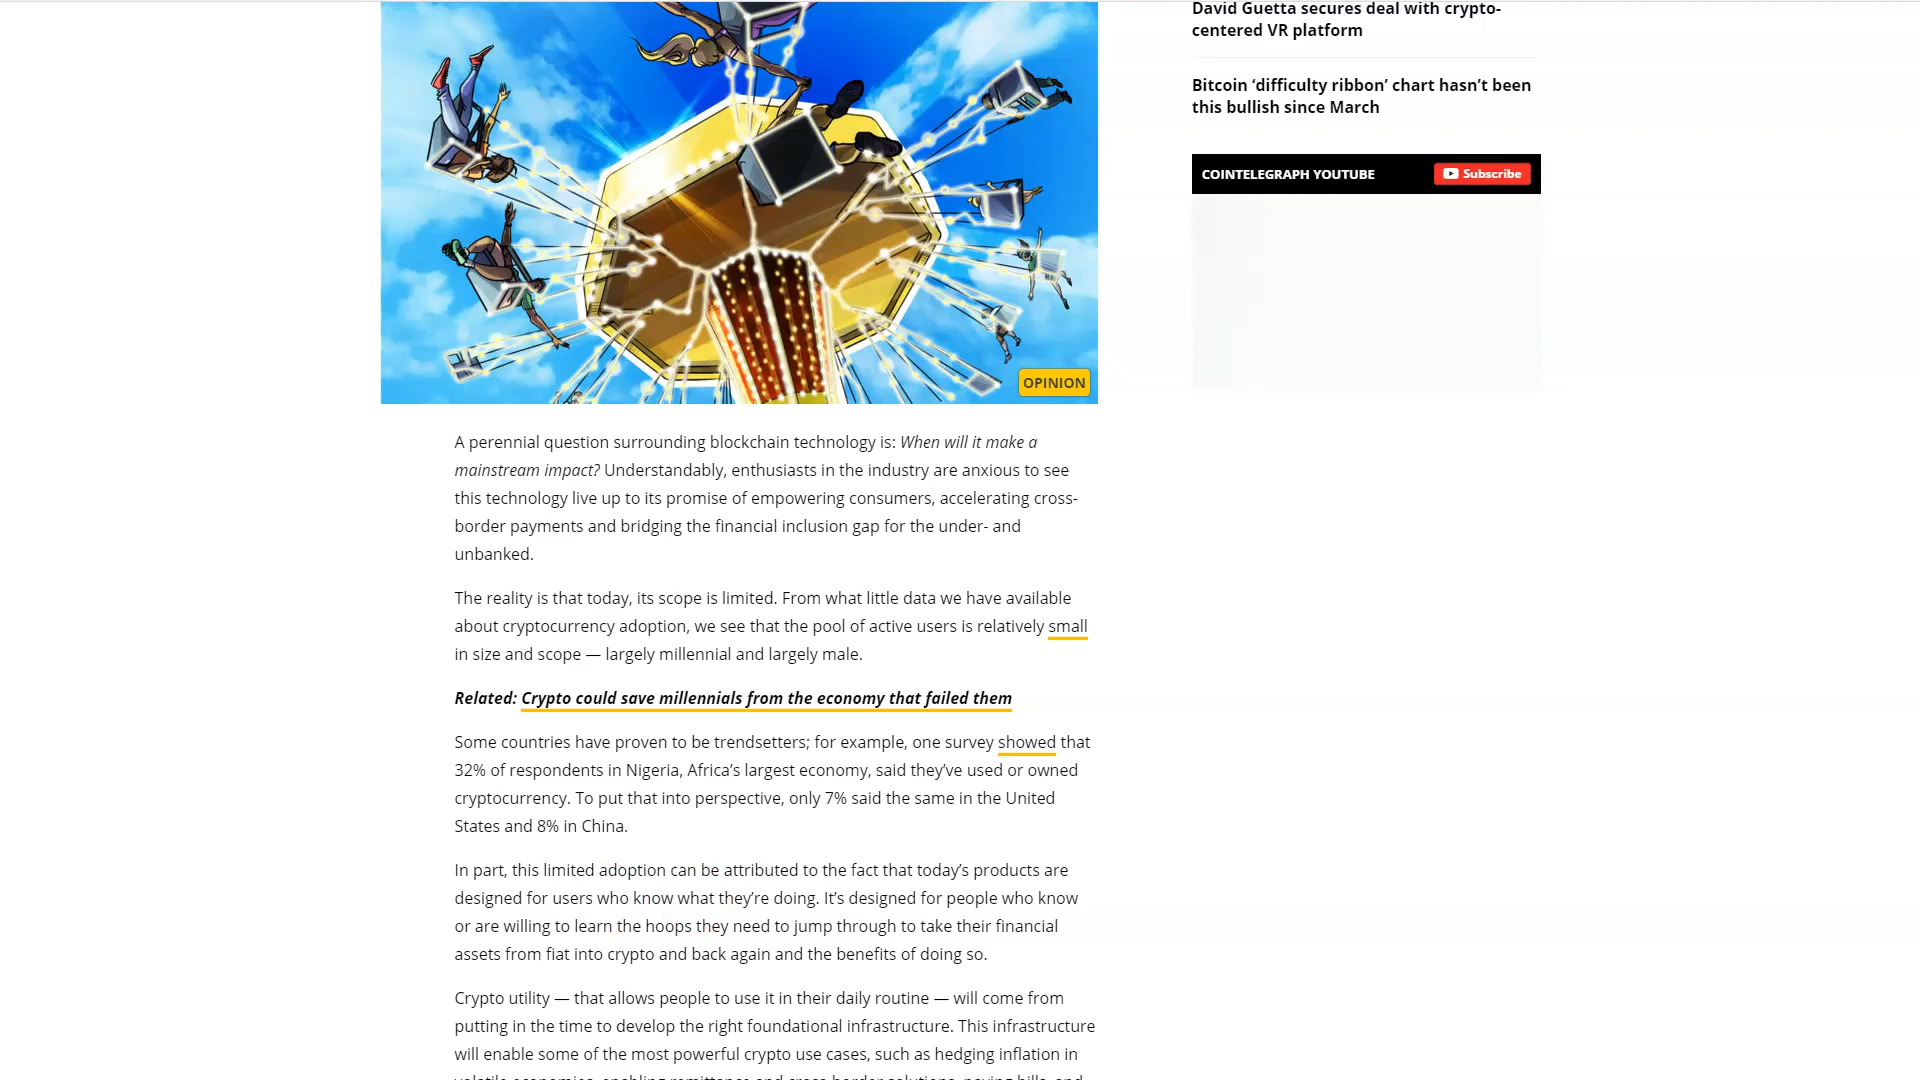 David Guetta secures deal with crypto-
centered VR platform
Bitcoin ‘difficulty ribbon’ chart hasn’t been
this bullish since March
COINTELEGRAPH YOUTUBE
Subscribe
OPINION
A perennial question surrounding blockchain technology is: When will it make a
mainstream impact? Understandably, enthusiasts in the industry are anxious to see
this technology live up to its promise of empowering consumers, accelerating cross-
border payments and bridging the financial inclusion gap for the under- and
unbanked.
The reality is that today, its scope is limited. From what little data we have available
about cryptocurrency adoption, we see that the pool of active users is relatively small
in size and scope — largely millennial and largely male.
Related: Crypto could save millennials from the economy that failed them
Some countries have proven to be trendsetters; for example, one survey showed that
32% of respondents in Nigeria, Africa’s largest economy, said they’ve used or owned
cryptocurrency. To put that into perspective, only 7% said the same in the United
States and 8% in China.
In part, this limited adoption can be attributed to the fact that today’s products are
designed for users who know what they’re doing. It’s designed for people who know
or are willing to learn the hoops they need to jump through to take their financial
assets from fiat into crypto and back again and the benefits of doing so.
Crypto utility — that allows people to use it in their daily routine — will come from
putting in the time to develop the right foundational infrastructure. This infrastructure
will enable some of the most powerful crypto use cases, such as hedging inflation in